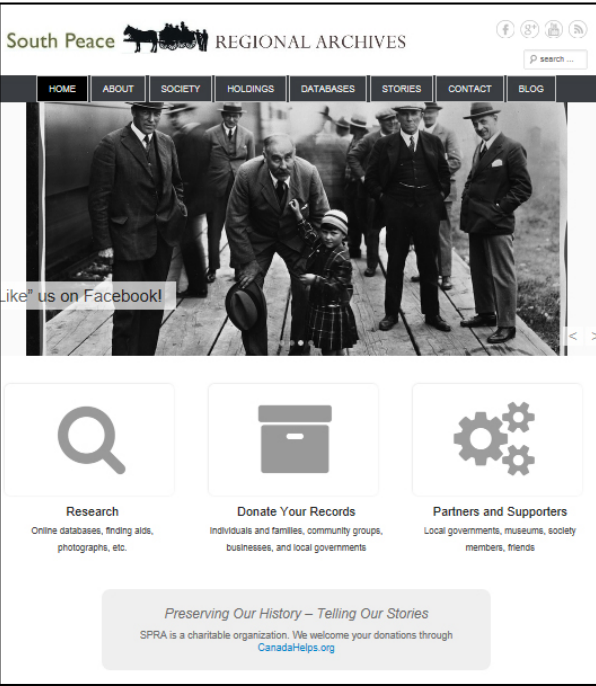 South Peace REGIONAL ARCHIVES
search ...
HOME ABOUT SOCIETY HOLDINGS DATABASES STORIES CONTACT BLOG
Like” us on Facebook!
< >
Research Donate Your Records Partners and Supporters
Online databases, finding aids, Individuals and families, community groups, Local governments, museums, society
photographs, etc. businesses, and local governments members, friends
Preserving Our History – Telling Our Stories
SPRA is a charitable organization. We welcome your donations through
CanadaHelps.org